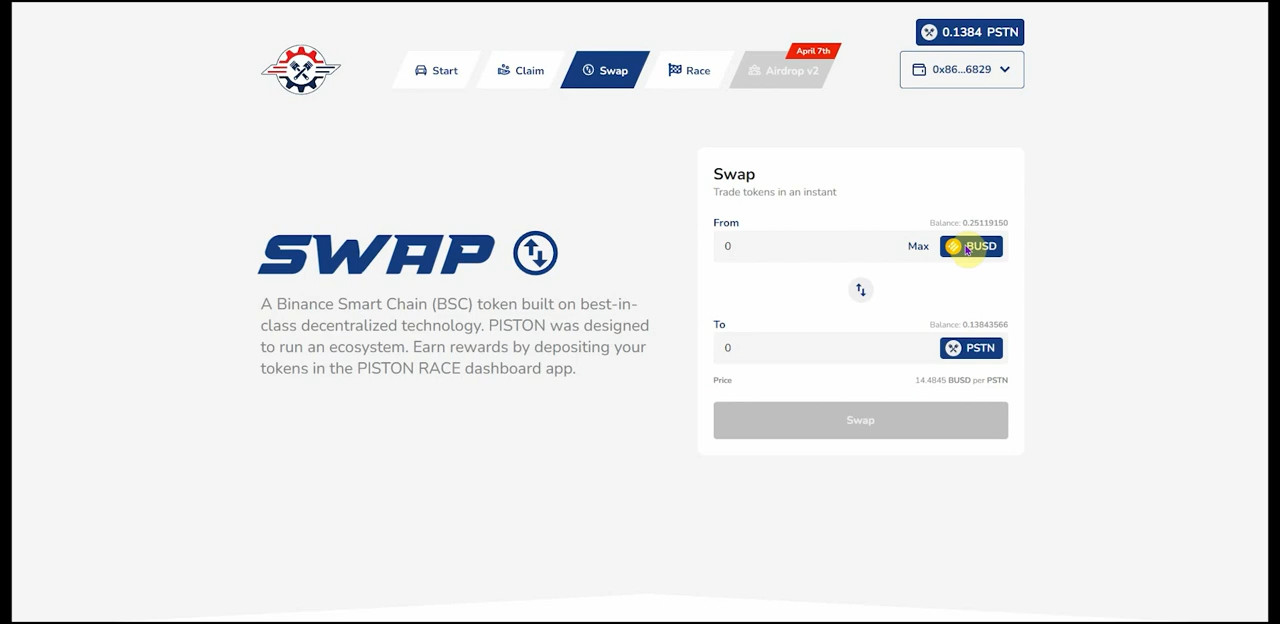 0.1384 PSTN
Start
Claim
Swap
Race
Airdrop v2
April 7th
0x86...6829
SWAP
A Binance Smart Chain (BSC) token built on best-in-
class decentralized technology. PISTON was designed
to run an ecosystem. Earn rewards by depositing your
tokens in the PISTON RACE dashboard app.
Swap
Trade tokens in an instant
From
Balance: 0.25119150
0
Max
BUSD
To
Balance: 0.13843566
0
PSTN
Price
14.4845 BUSD per PSTN
Swap